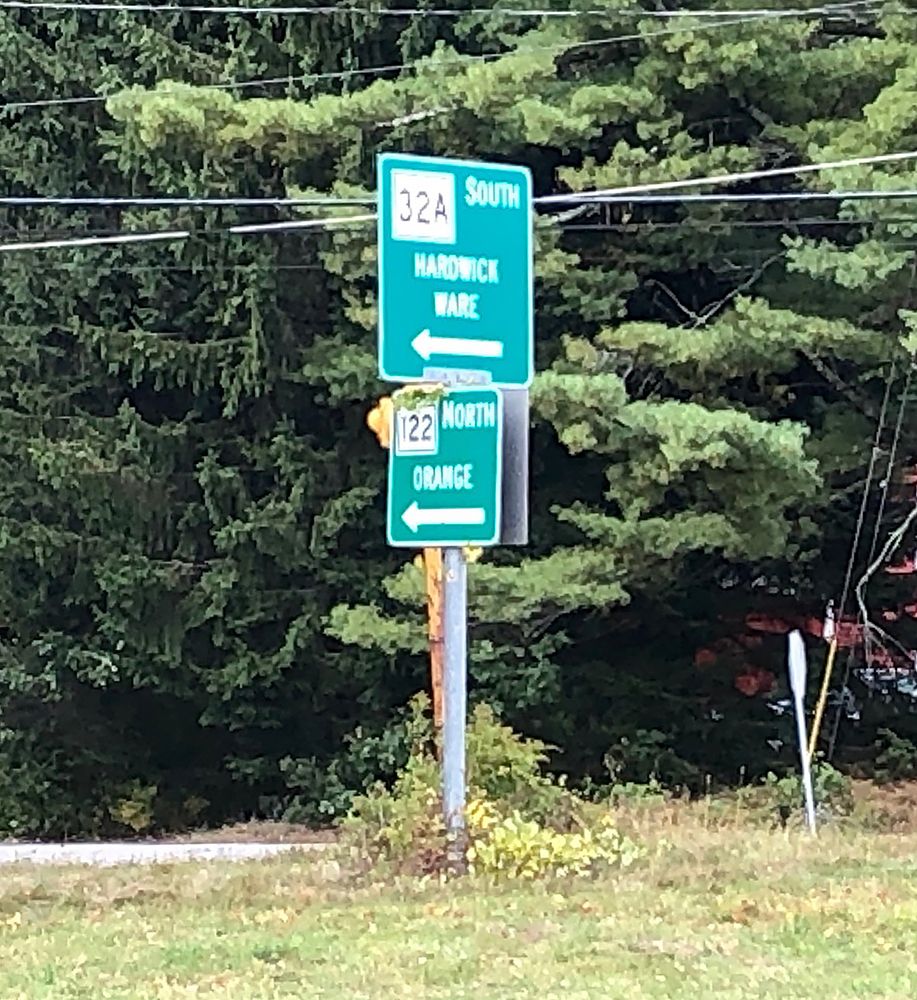 32A SOUTH
HARDWICK
WARE
122 NORTH
ORANGE